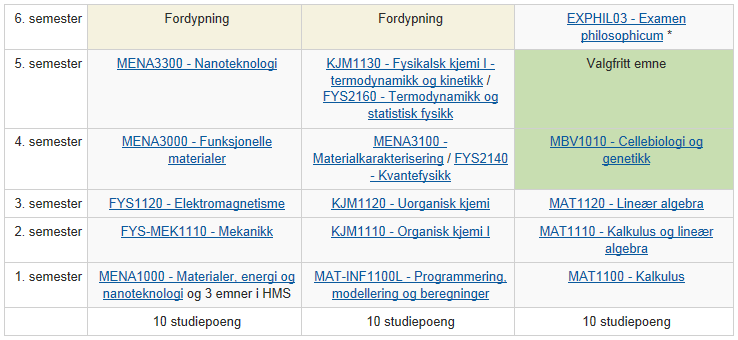 6. semester
Fordypning
Fordypning
EXPHIL03 - Examen
philosophicum *
5. semester
MENA3300 - Nanoteknologi
KJM1130 - Fysikalsk kjemi I -
termodynamikk og kinetikk /
FYS2160 - Termodynamikk og
statistisk fysikk
Valgfritt emne
4. semester
MENA3000 - Funksjonelle
materialer
MENA3100 -
Materialkarakterisering / FYS2140
- Kvantefysikk
MBV1010 - Cellebiologi og
genetikk
3. semester
FYS1120 - Elektromagnetisme
KJM1120 - Uorganisk kjemi
MAT1120 - Lineær algebra
2. semester
FYS-MEK1110 - Mekanikk
KJM1110 - Organisk kjemi I
MAT1110 - Kalkulus og lineær
algebra
1. semester
MENA1000 - Materialer, energi og
nanoteknologi og 3 emner i HMS
MAT-INF1100L - Programmering,
modellering og beregninger
MAT1100 - Kalkulus
10 studiepoeng
10 studiepoeng
10 studiepoeng